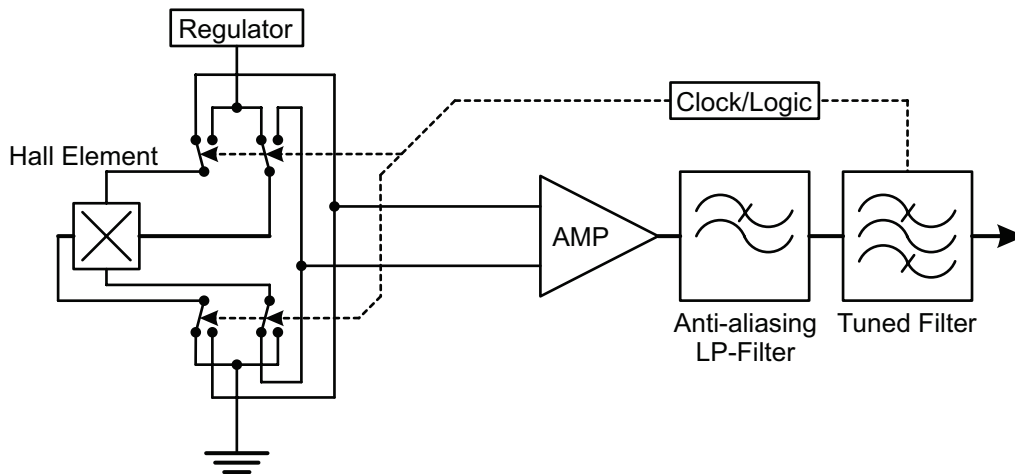 Regulator
Clock/Logic
Hall Element
AMP
Anti-aliasing
LP-Filter
Tuned Filter